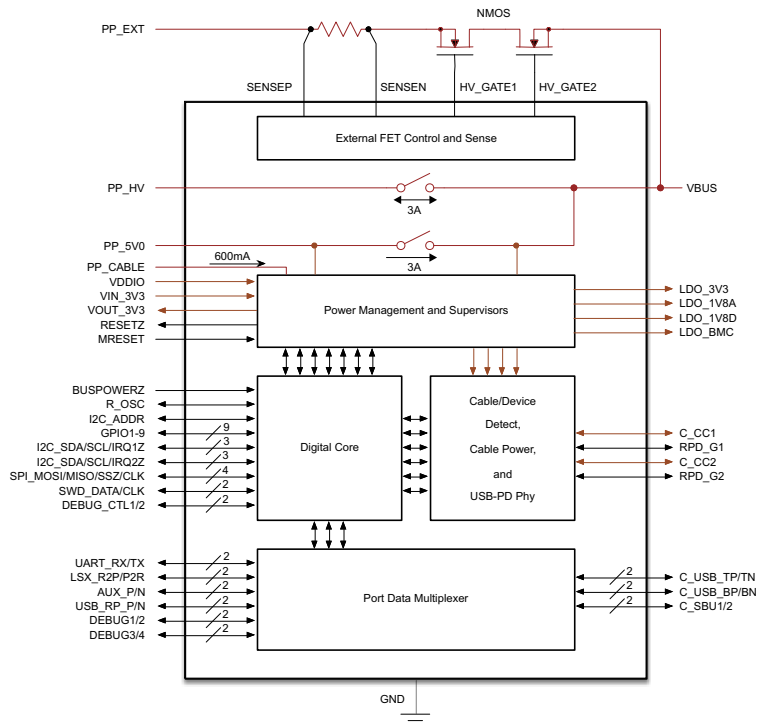 NMOS
PP_EXT
SENSEP
SENSEN
HV_GATE1
HV_GATE2
External FET Control and Sense
PP_HV
3A
VBUS
PP_5V0
600mA
3A
PP_CABLE
VDDIO
VIN_3V3
VOUT_3V3
RESETZ
MRESET
Power Management and Supervisors
LDO_3V3
LDO_1V8A
LDO_1V8D
LDO_BMC
BUSPOWERZ
R_OSC
I2C_ADDR
GPIO1-9
9
I2C_SDA/SCL/IRQ1Z
3
I2C_SDA/SCL/IRQ2Z
3
SPI_MOSI/MISO/SSZ/CLK
4
SWD_DATA/CLK
2
DEBUG_CTL1/2
2
Digital Core
Cable/Device
Detect,
Cable Power,
and
USB-PD Phy
C_CC1
RPD_G1
C_CC2
RPD_G2
UART_RX/TX
2
LSX_R2P/P2R
2
AUX_P/N
2
USB_RP_P/N
2
DEBUG1/2
2
DEBUG3/4
2
Port Data Multiplexer
2
C_USB_TP/TN
2
C_USB_BP/BN
2
C_SBU1/2
GND